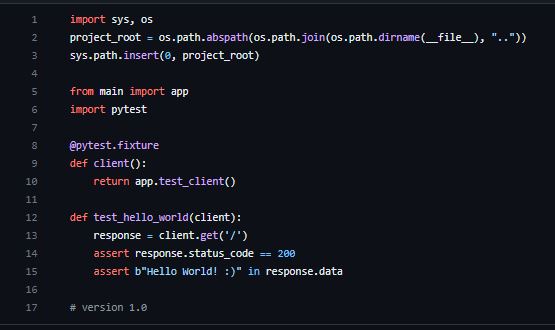 1 import sys, os
2 project_root = os.path.abspath(os.path.join(os.path.dirname(__file__), ".."))
3 sys.path.insert(0, project_root)
4
5 from main import app
6 import pytest
7
8 @pytest.fixture
9 def client():
10     return app.test_client()
11
12 def test_hello_world(client):
13     response = client.get('/')
14     assert response.status_code == 200
15     assert b"Hello World! :)" in response.data
16
17 # version 1.0